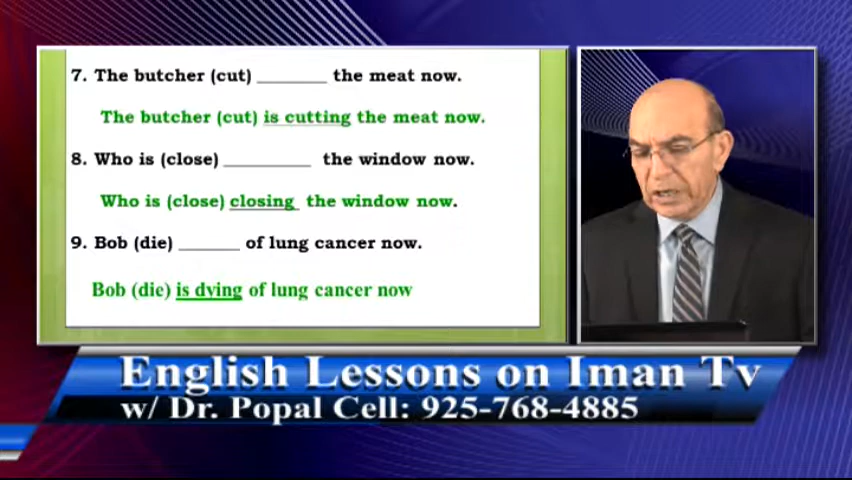 7. The butcher (cut) ________ the meat now.
The butcher (cut) is cutting the meat now.
8. Who is (close) __________ the window now.
Who is (close) closing the window now.
9. Bob (die) _______ of lung cancer now.
Bob (die) is dying of lung cancer now
English Lessons on Iman Tv
w/ Dr. Popal Cell: 925-768-4885